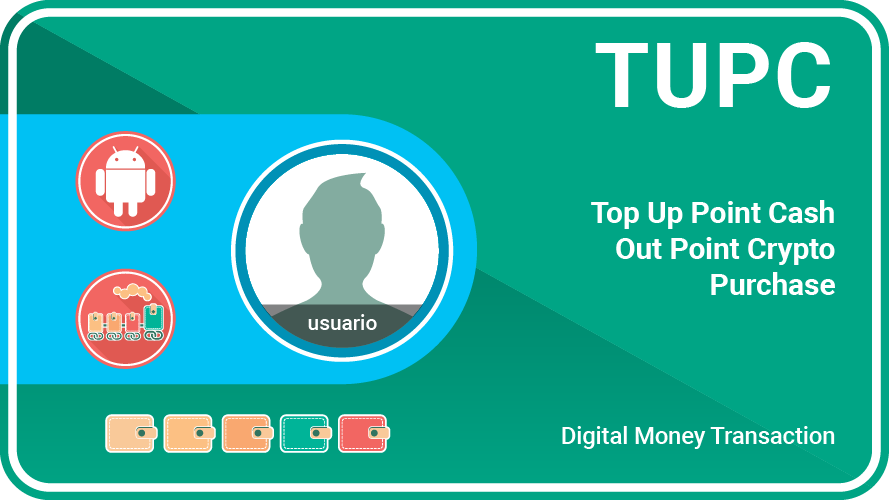 TUPC
Top Up Point Cash
Out Point Crypto
Purchase
usuario
Digital Money Transaction